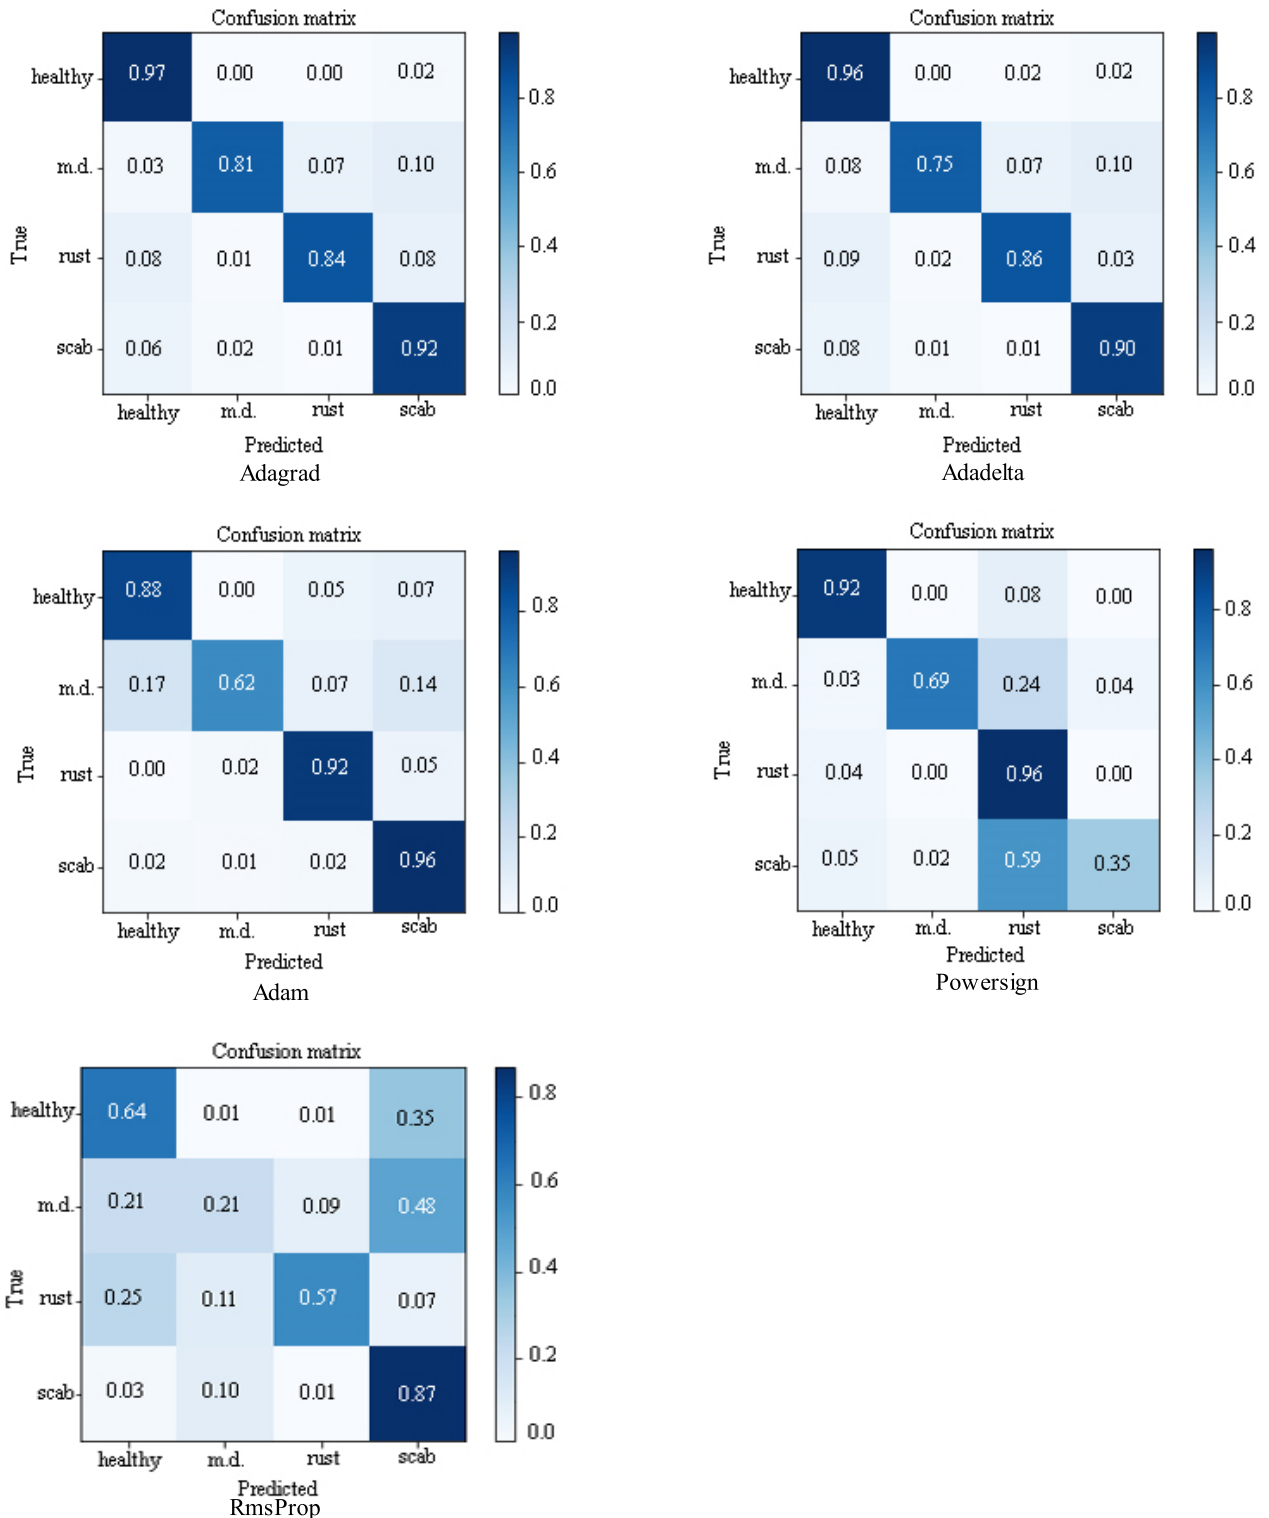 Confusion matrix
healthy 0.97 0.00 0.00 0.02
m.d. 0.03 0.81 0.07 0.10
rust 0.08 0.01 0.84 0.08
scab 0.06 0.02 0.01 0.92
True
healthy m.d. rust scab
Predicted
0.8
0.6
0.4
0.2
0.0
Adagrad
Confusion matrix
healthy 0.96 0.00 0.02 0.02
m.d. 0.08 0.75 0.07 0.10
rust 0.09 0.02 0.86 0.03
scab 0.08 0.01 0.01 0.90
True
healthy m.d. rust scab
Predicted
0.8
0.6
0.4
0.2
0.0
Adadelta
Confusion matrix
healthy 0.88 0.00 0.05 0.07
m.d. 0.17 0.62 0.07 0.14
rust 0.00 0.02 0.92 0.05
scab 0.02 0.01 0.02 0.96
True
healthy m.d. rust scab
Predicted
0.8
0.6
0.4
0.2
0.0
Adam
Confusion matrix
healthy 0.92 0.00 0.08 0.00
m.d. 0.03 0.69 0.24 0.04
rust 0.04 0.00 0.96 0.00
scab 0.05 0.02 0.59 0.35
True
healthy m.d. rust scab
Predicted
0.8
0.6
0.4
0.2
0.0
Powersign
Confusion matrix
healthy 0.64 0.01 0.01 0.35
m.d. 0.21 0.21 0.09 0.48
rust 0.25 0.11 0.57 0.07
scab 0.03 0.10 0.01 0.87
True
healthy m.d. rust scab
Predicted
0.8
0.6
0.4
0.2
0.0
RmsProp